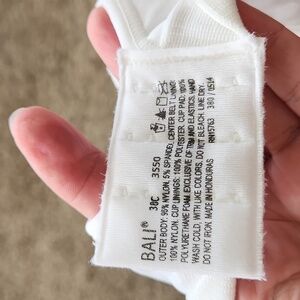 BALI®
38C 3550
OUTER BODY: 95% NYLON, 5% SPANDEX, CENTER BELT LINING:
100% NYLON. CUP LININGS: 100% POLYESTER. CUP PAD: 100%
POLYURETHANE FOAM. EXCLUSIVE OF TRIM AND ELASTICS. HAND
WASH COLD, WITH LIKE COLORS. DO NOT BLEACH. LINE DRY.
DO NOT IRON. MADE IN HONDURAS
RN15763 380 / 0514